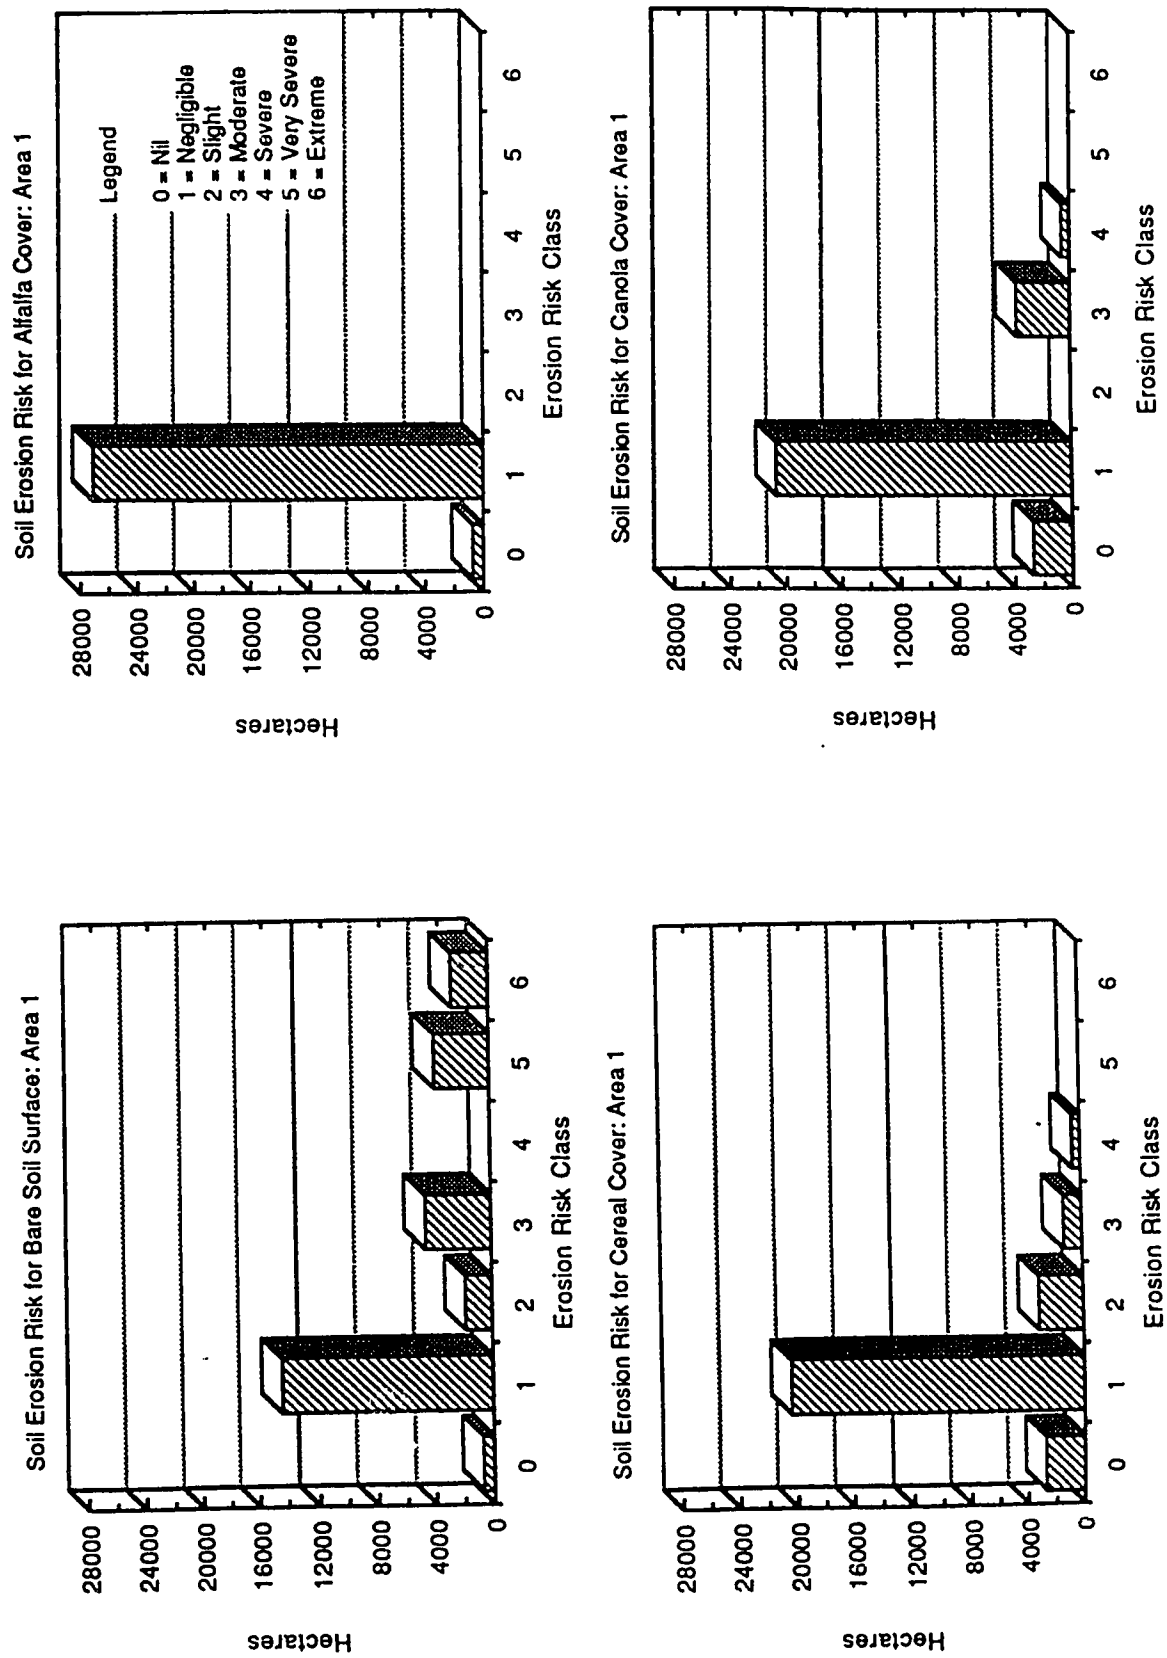 Soil Erosion Risk for Bare Soil Surface: Area 1
Hectares
28000
24000
20000
16000
12000
8000
4000
0
0 1 2 3 4 5 6
Erosion Risk Class
Soil Erosion Risk for Alfalfa Cover: Area 1
Hectares
28000
24000
20000
16000
12000
8000
4000
0
Legend
0 = Nil
1 = Negligible
2 = Slight
3 = Moderate
4 = Severe
5 = Very Severe
6 = Extreme
0 1 2 3 4 5 6
Erosion Risk Class
Soil Erosion Risk for Cereal Cover: Area 1
Hectares
28000
24000
20000
16000
12000
8000
4000
0
0 1 2 3 4 5 6
Erosion Risk Class
Soil Erosion Risk for Canola Cover: Area 1
Hectares
28000
24000
20000
16000
12000
8000
4000
0
0 1 2 3 4 5 6
Erosion Risk Class